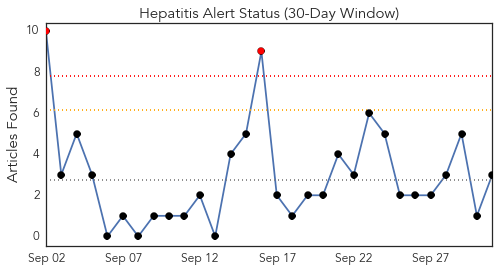 Hepatitis Alert Status (30-Day Window)
Articles Found
10
8
6
4
2
0
Sep 02 Sep 07 Sep 12 Sep 17 Sep 22 Sep 27